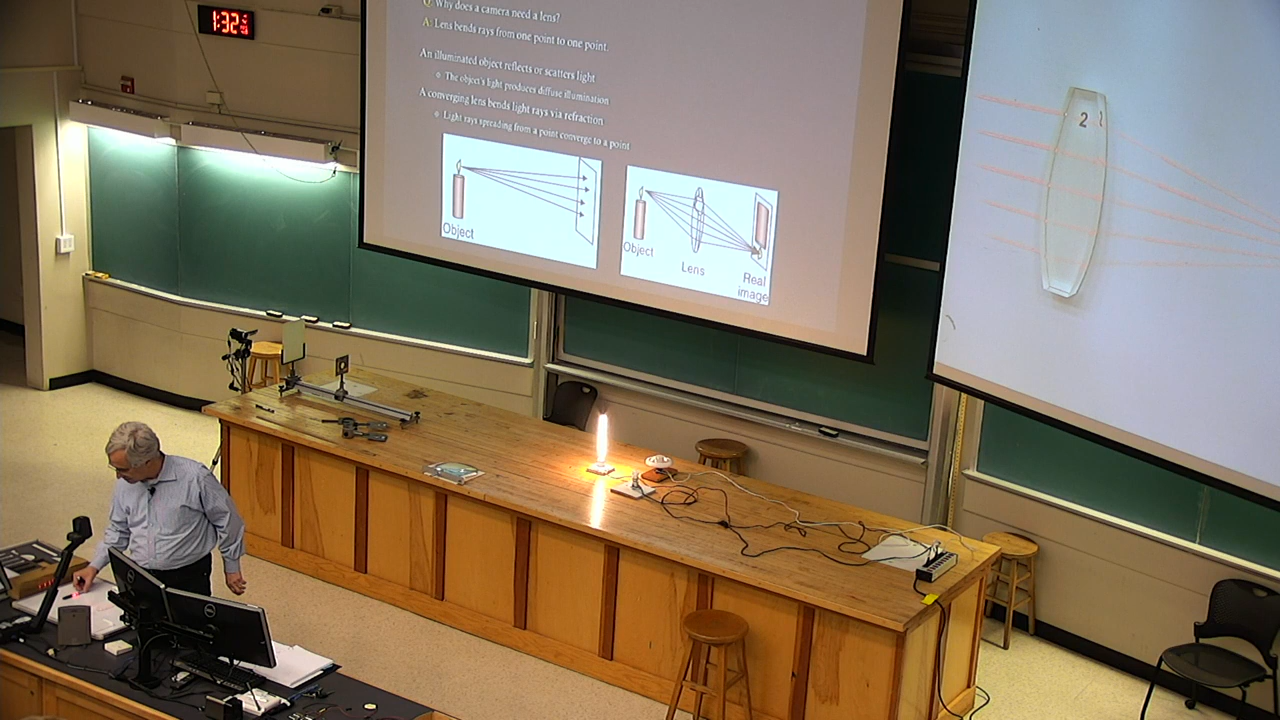 1:32
Q: Why does a camera need a lens?
A: Lens bends rays from one point to one point.
An illuminated object reflects or scatters light
The object's light produces diffuse illumination
A converging lens bends light rays via refraction
Light rays spreading from a point converge to a point
Object
Object
Lens
Real
image
2
DELL
DELL